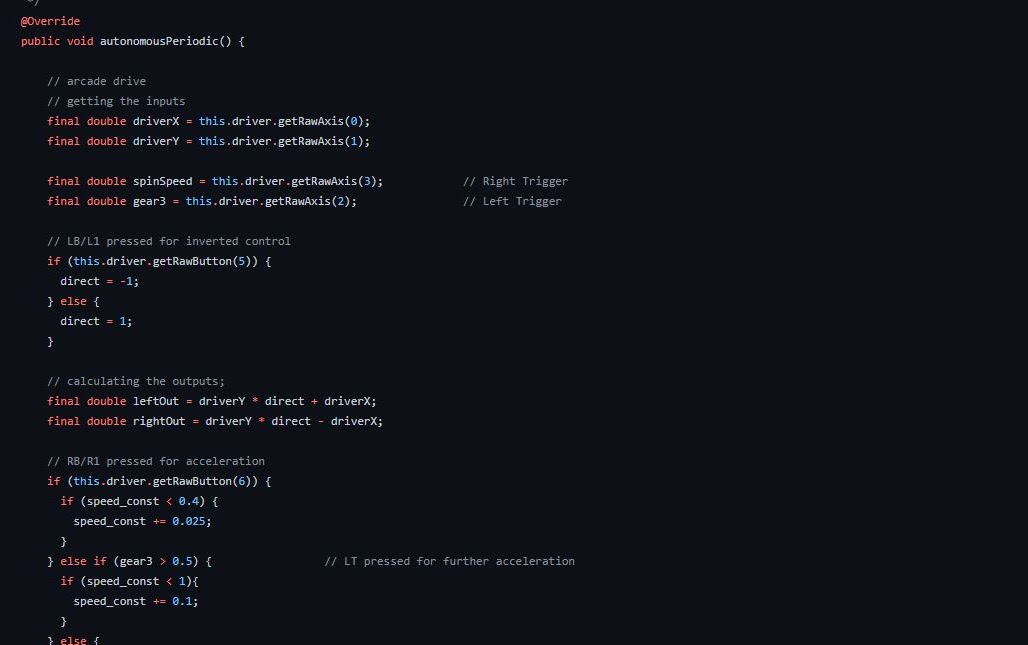 */
@Override
public void autonomousPeriodic() {
// arcade drive
// getting the inputs
final double driverX = this.driver.getRawAxis(0);
final double driverY = this.driver.getRawAxis(1);
final double spinSpeed = this.driver.getRawAxis(3); // Right Trigger
final double gear3 = this.driver.getRawAxis(2); // Left Trigger
// LB/L1 pressed for inverted control
if (this.driver.getRawButton(5)) {
direct = -1;
} else {
direct = 1;
}
// calculating the outputs;
final double leftOut = driverY * direct + driverX;
final double rightOut = driverY * direct - driverX;
// RB/R1 pressed for acceleration
if (this.driver.getRawButton(6)) {
if (speed_const < 0.4) {
speed_const += 0.025;
}
} else if (gear3 > 0.5) { // LT pressed for further acceleration
if (speed_const < 1){
speed_const += 0.1;
}
} else {